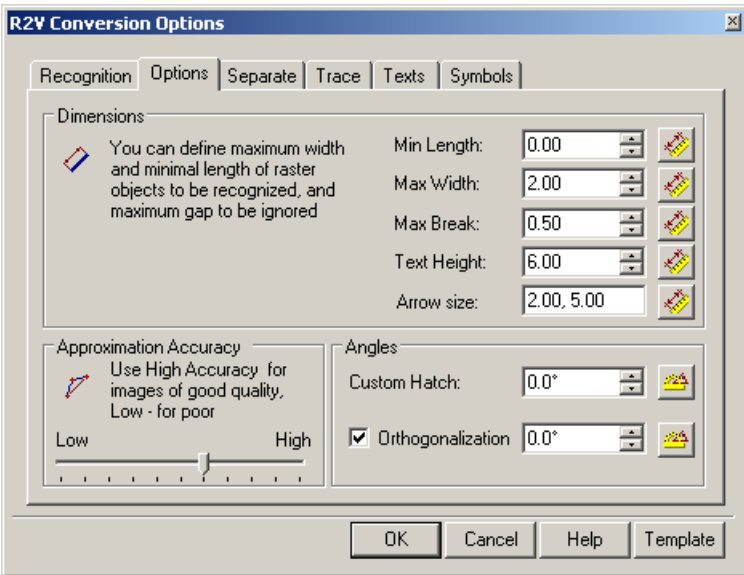 R2V Conversion Options
Recognition Options Separate Trace Texts Symbols
Dimensions
You can define maximum width
and minimal length of raster
objects to be recognized, and
maximum gap to be ignored
Min Length: 0.00
Max Width: 2.00
Max Break: 0.50
Text Height: 6.00
Arrow size: 2.00, 5.00
Approximation Accuracy
Use High Accuracy for
images of good quality,
Low - for poor
Low High
Angles
Custom Hatch: 0.0°
Orthogonalization 0.0°
OK Cancel Help Template